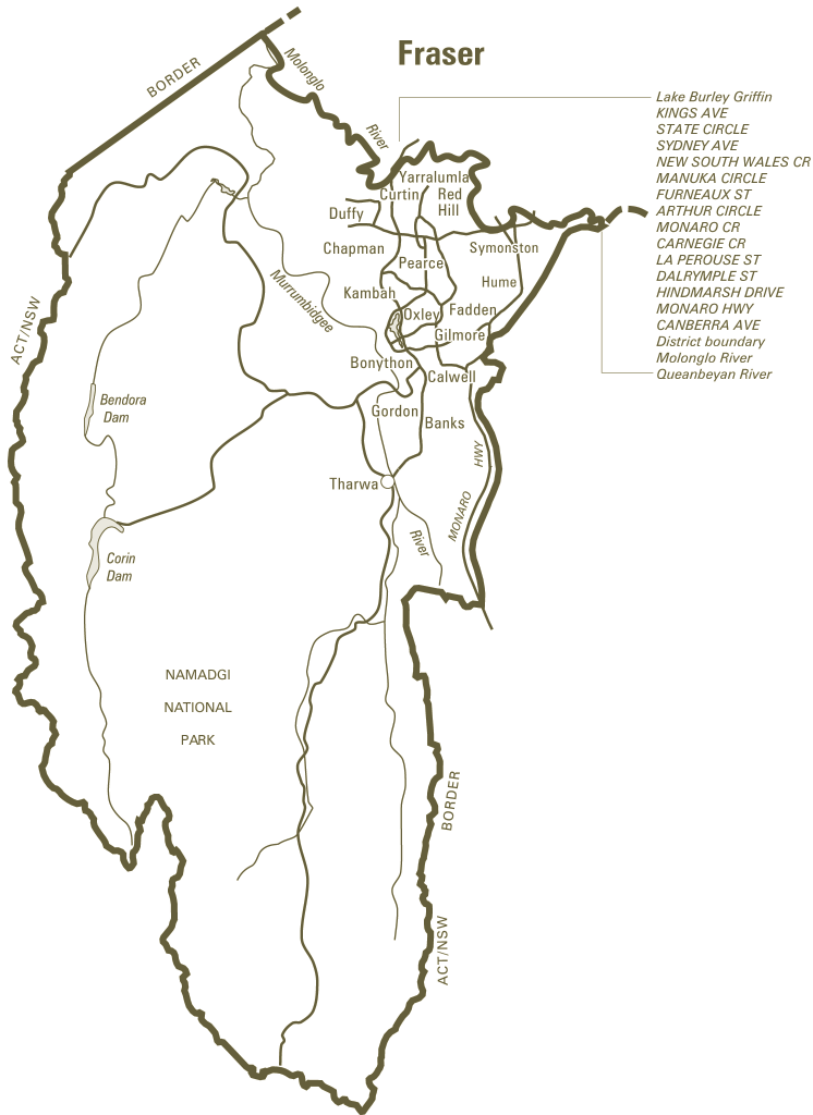 Fraser
BORDER
Molonglo
River
Lake Burley Griffin
KINGS AVE
STATE CIRCLE
SYDNEY AVE
NEW SOUTH WALES CR
MANUKA CIRCLE
FURNEAUX ST
ARTHUR CIRCLE
MONARO CR
CARNEGIE CR
LA PEROUSE ST
DALRYMPLE ST
HINDMARSH DRIVE
MONARO HWY
CANBERRA AVE
District boundary
Molonglo River
Queanbeyan River
Yarralumla
Curtin
Red
Hill
Duffy
Chapman
Symonston
Pearce
Hume
Kambah
Murrumbidgee
Oxley
Fadden
Gilmore
ACT/NSW
Bonython
Calwell
Bendora
Dam
Gordon
Banks
HWY
MONARO
Tharwa
River
Corin
Dam
NAMADGI
NATIONAL
PARK
BORDER
ACT/NSW